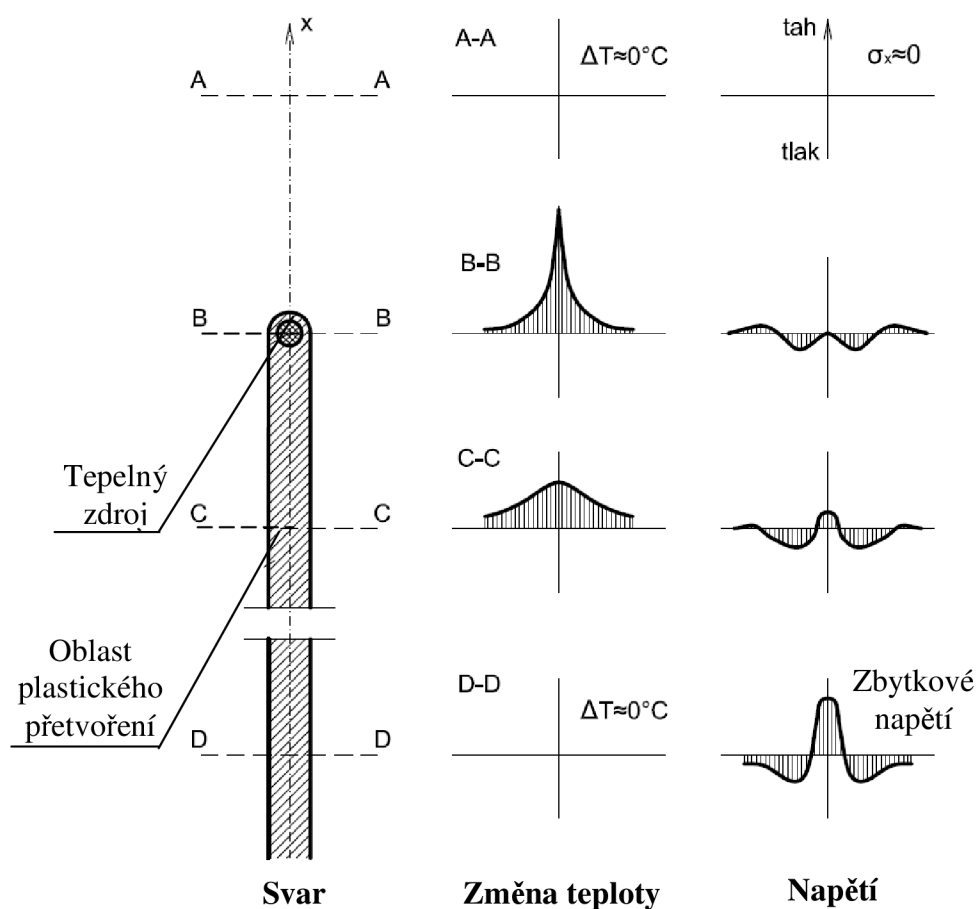 x
A-A
ΔT≈0°C
tah
σx≈0
A
A
tlak
B-B
B
B
C-C
Tepelný
zdroj
C
C
Oblast
plastického
přetvoření
D-D
ΔT≈0°C
Zbytkové
napětí
D
D
Svar
Změna teploty
Napětí